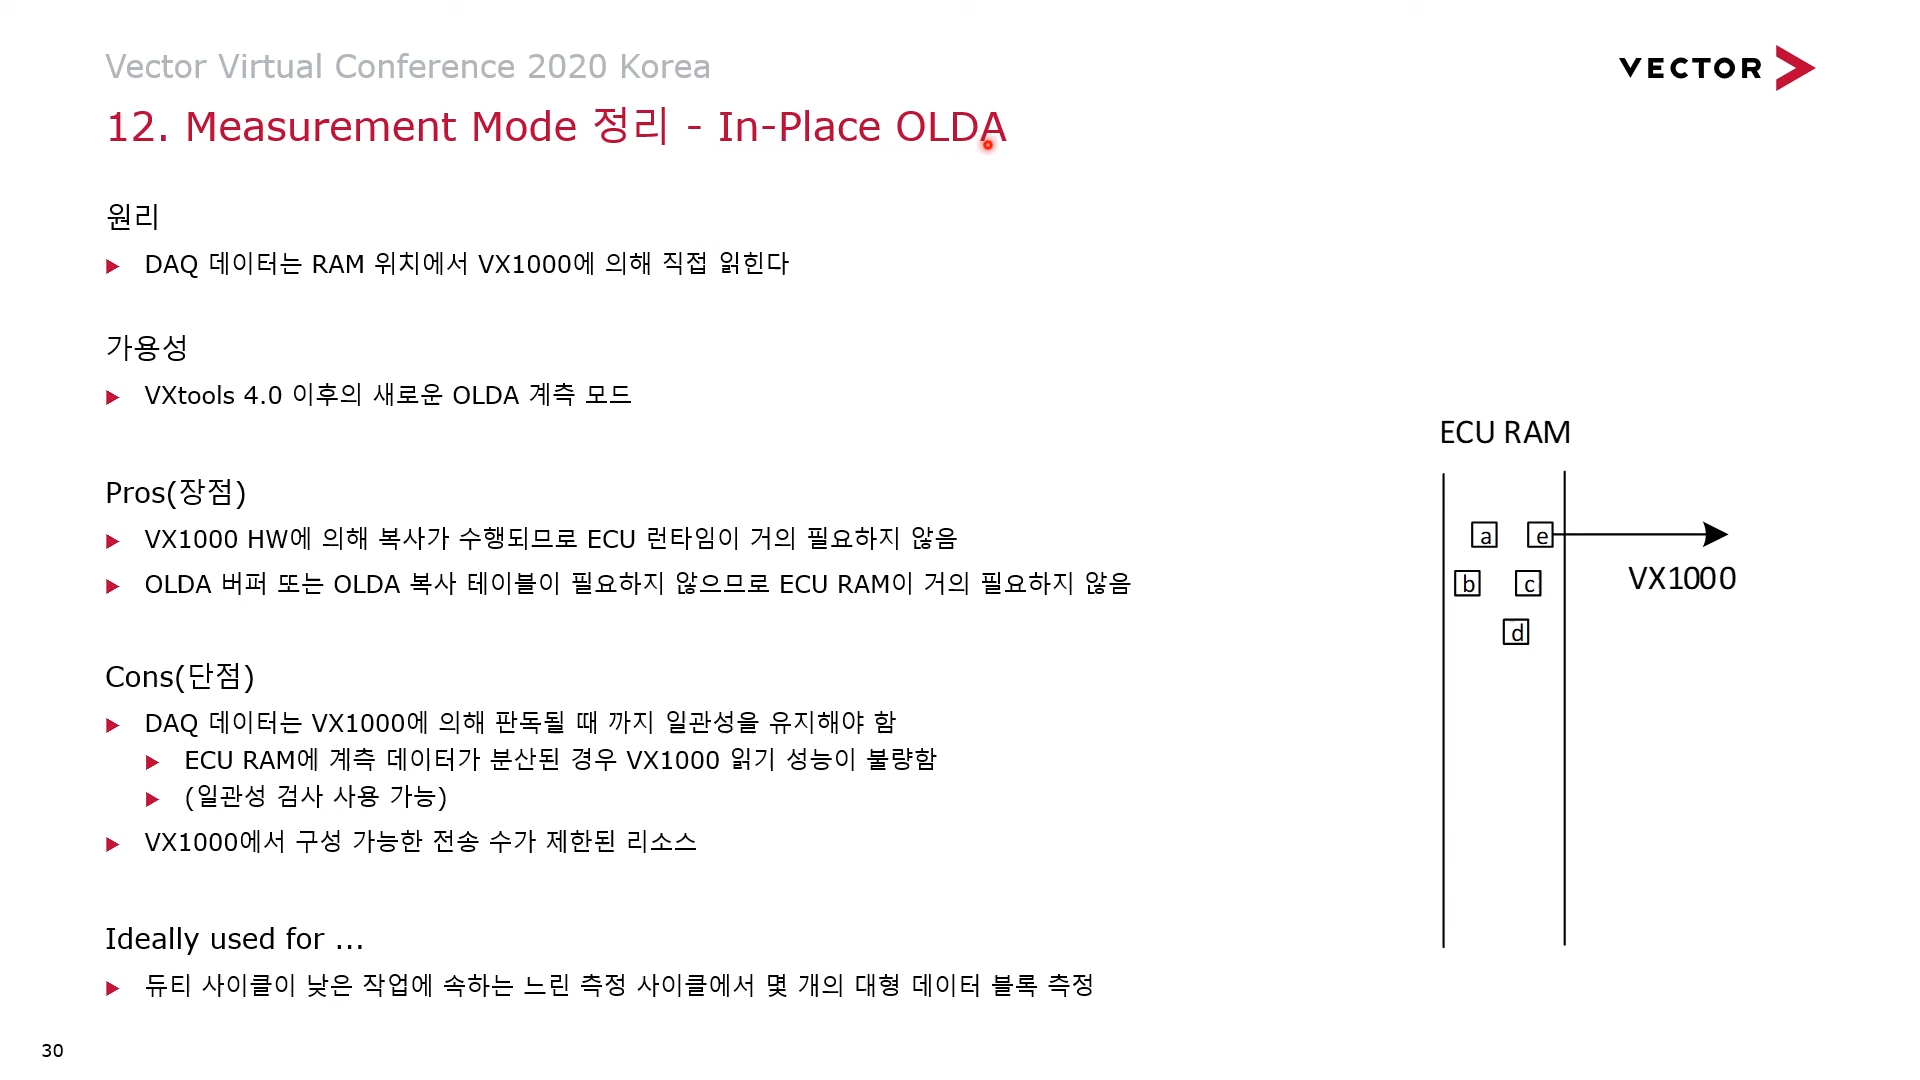 Vector Virtual Conference 2020 Korea
VECTOR
12. Measurement Mode 정리 - In-Place OLDA
원리
DAQ 데이터는 RAM 위치에서 VX1000에 의해 직접 읽힌다
가용성
VXtools 4.0 이후의 새로운 OLDA 계측 모드
Pros(장점)
VX1000 HW에 의해 복사가 수행되므로 ECU 런타임이 거의 필요하지 않음
OLDA 버퍼 또는 OLDA 복사 테이블이 필요하지 않으므로 ECU RAM이 거의 필요하지 않음
Cons(단점)
DAQ 데이터는 VX1000에 의해 판독될 때 까지 일관성을 유지해야 함
ECU RAM에 계측 데이터가 분산된 경우 VX1000 읽기 성능이 불량함
(일관성 검사 사용 가능)
VX1000에서 구성 가능한 전송 수가 제한된 리소스
Ideally used for ...
듀티 사이클이 낮은 작업에 속하는 느린 측정 사이클에서 몇 개의 대형 데이터 블록 측정
ECU RAM
a e
b c
d
VX1000
30